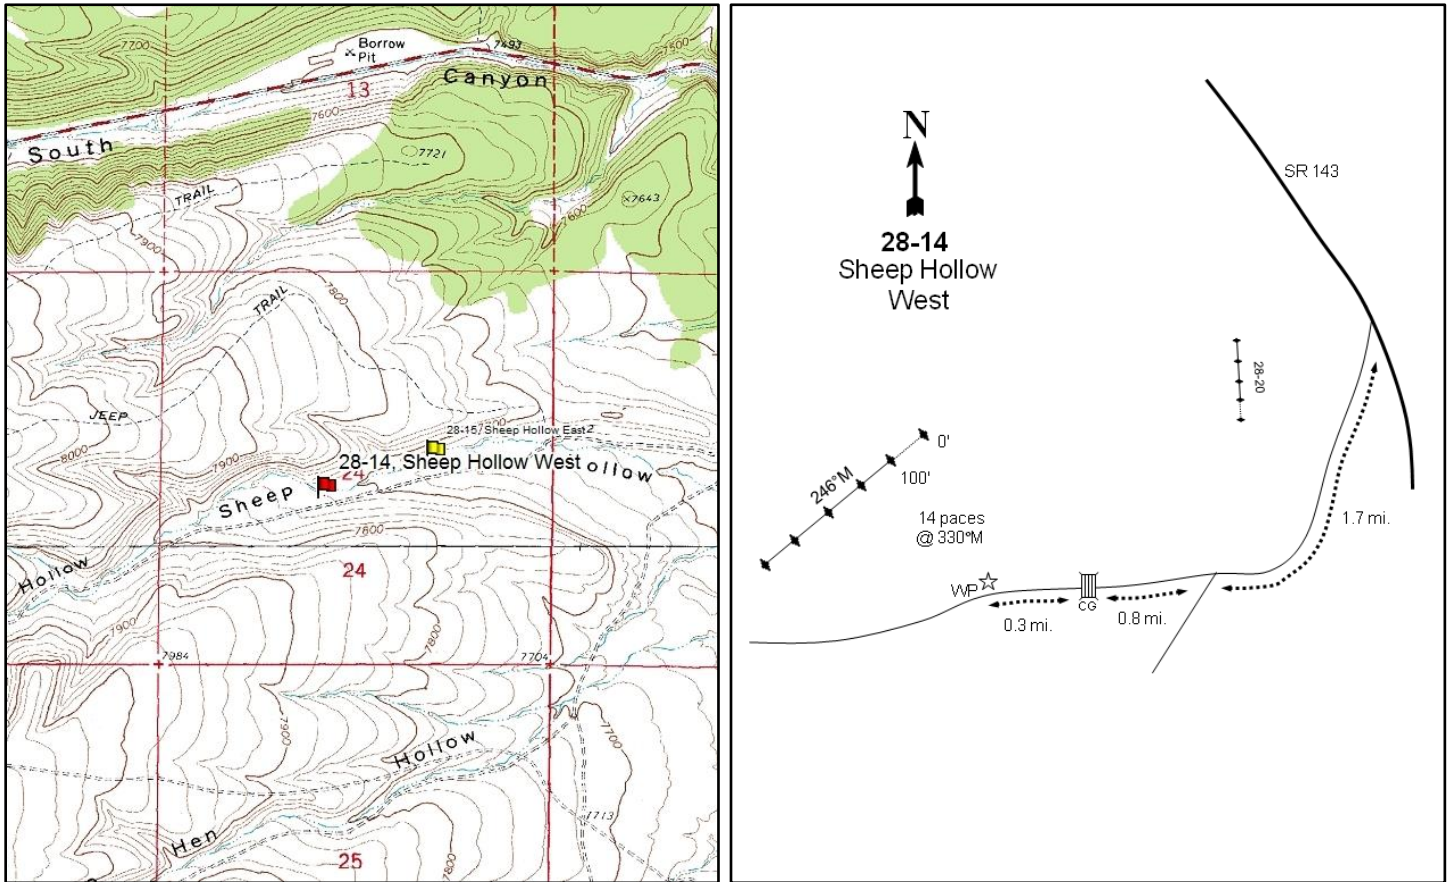 7700
Borrow
Pit
7493
7500
13
Canyon
7600
South
7721
TRAIL
×7643
7600
7900
TRAIL
7800
JEEP
8000
7900
28-15, Sheep Hollow East
28-14, Sheep Hollow West
24
Sheep
ollow
7800
Hollow
24
7900
7800
7984
7704
7900
Hollow
7700
Hen
7713
25
7800
N
28-14
Sheep Hollow
West
SR 143
28-20
0'
100'
246°M
14 paces
@ 330°M
1.7 mi.
WP
CG
0.3 mi.
0.8 mi.